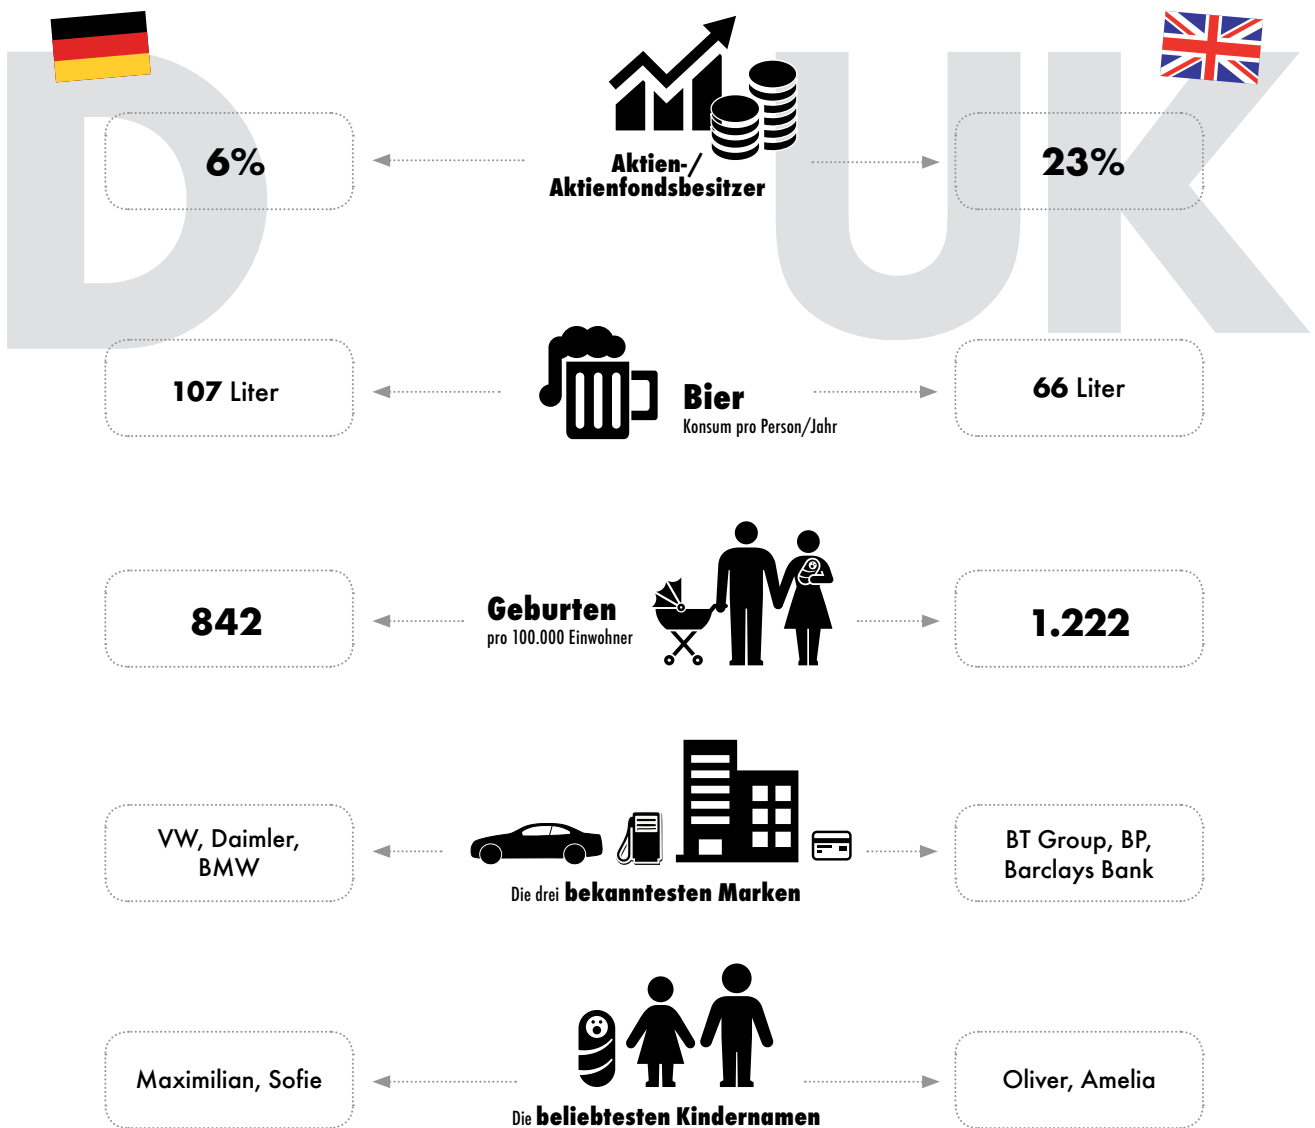 D
UK
6%
Aktien-/
Aktienfondsbesitzer
23%
107 Liter
Bier
Konsum pro Person/Jahr
66 Liter
842
Geburten
pro 100.000 Einwohner
1.222
VW, Daimler,
BMW
Die drei bekanntesten Marken
BT Group, BP,
Barclays Bank
Maximilian, Sofie
Die beliebtesten Kindernamen
Oliver, Amelia